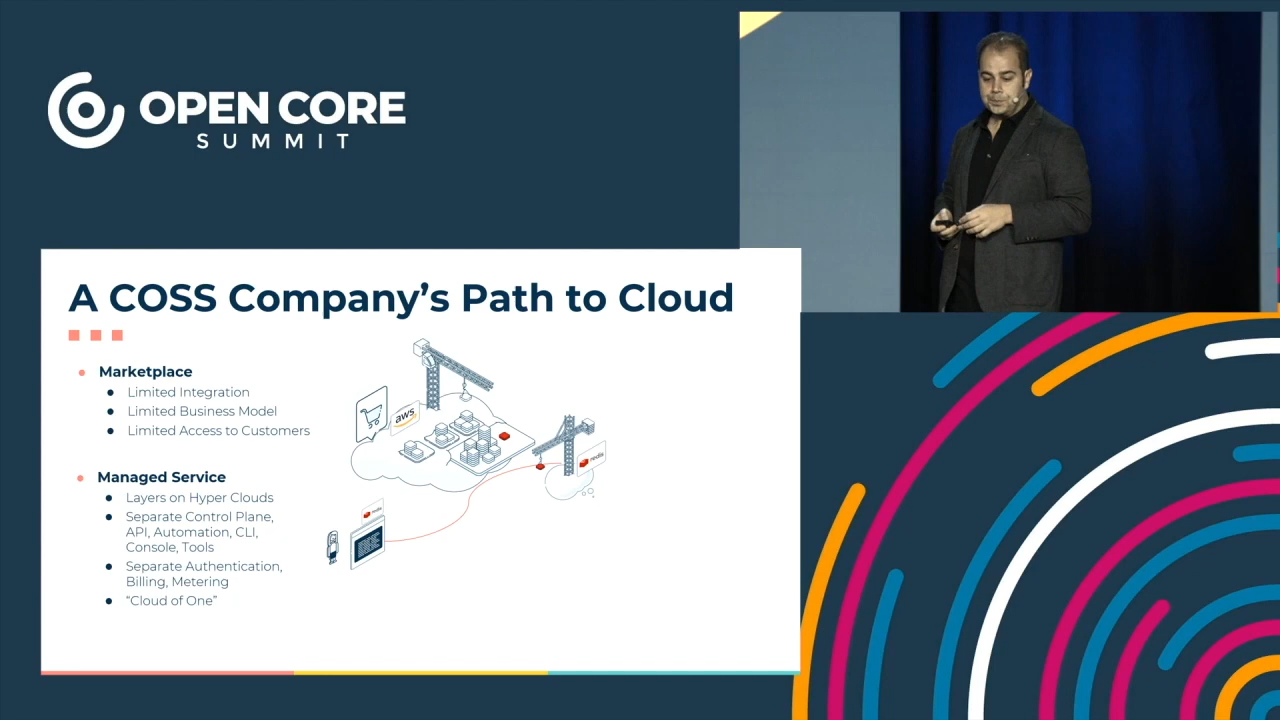 OPEN CORE
SUMMIT
A COSS Company's Path to Cloud
Marketplace
Limited Integration
Limited Business Model
Limited Access to Customers
Managed Service
Layers on Hyper Clouds
Separate Control Plane,
API, Automation, CLI,
Console, Tools
Separate Authentication,
Billing, Metering
“Cloud of One”
aws
redis
redis